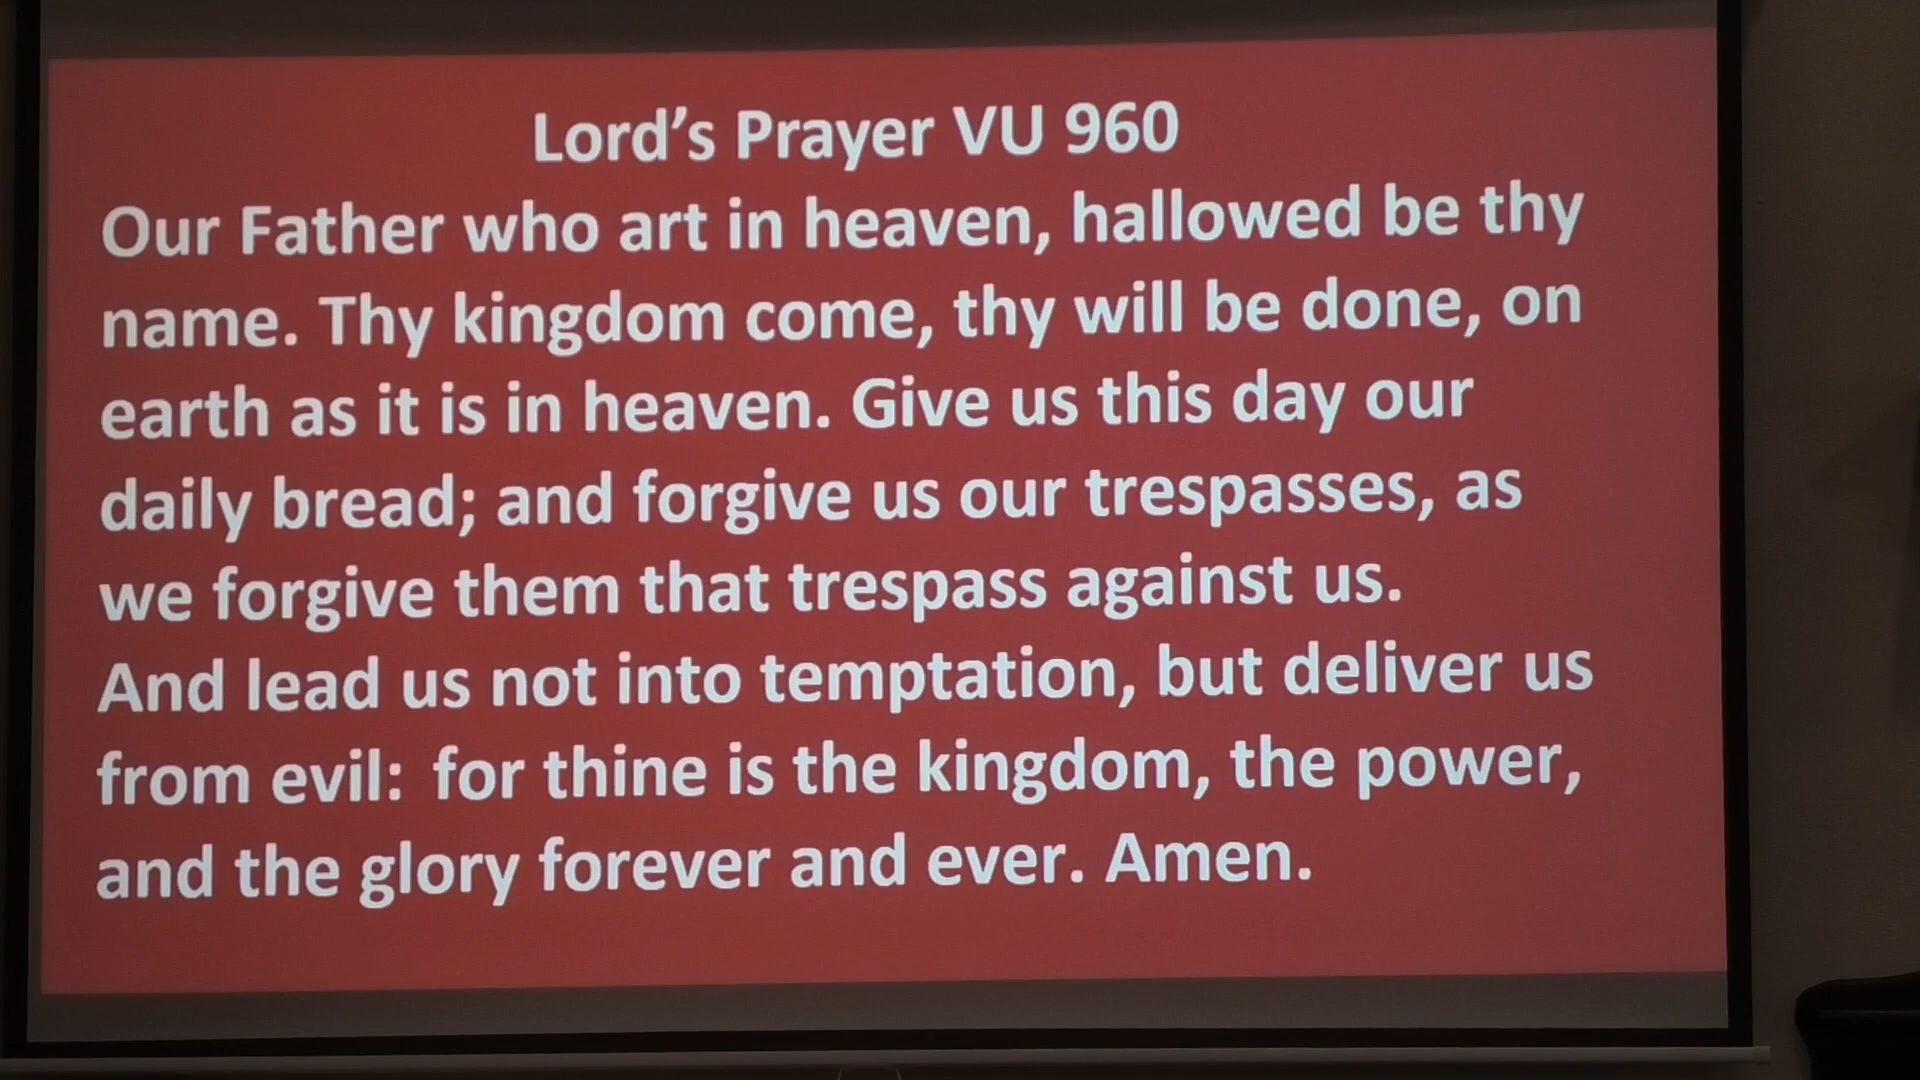 Lord’s Prayer VU 960
Our Father who art in heaven, hallowed be thy
name. Thy kingdom come, thy will be done, on
earth as it is in heaven. Give us this day our
daily bread; and forgive us our trespasses, as
we forgive them that trespass against us.
And lead us not into temptation, but deliver us
from evil:  for thine is the kingdom, the power,
and the glory forever and ever. Amen.